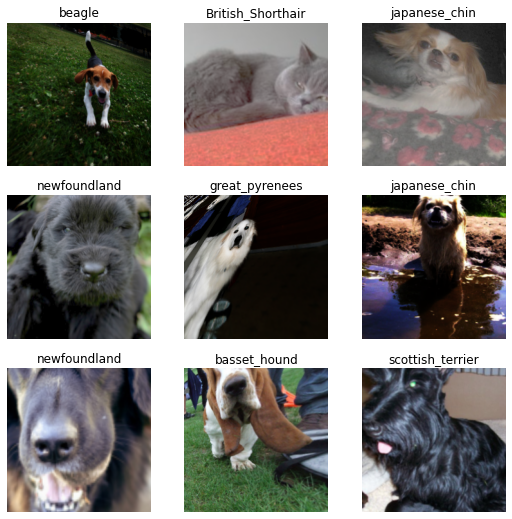 beagle
British_Shorthair
japanese_chin
newfoundland
great_pyrenees
japanese_chin
newfoundland
basset_hound
scottish_terrier